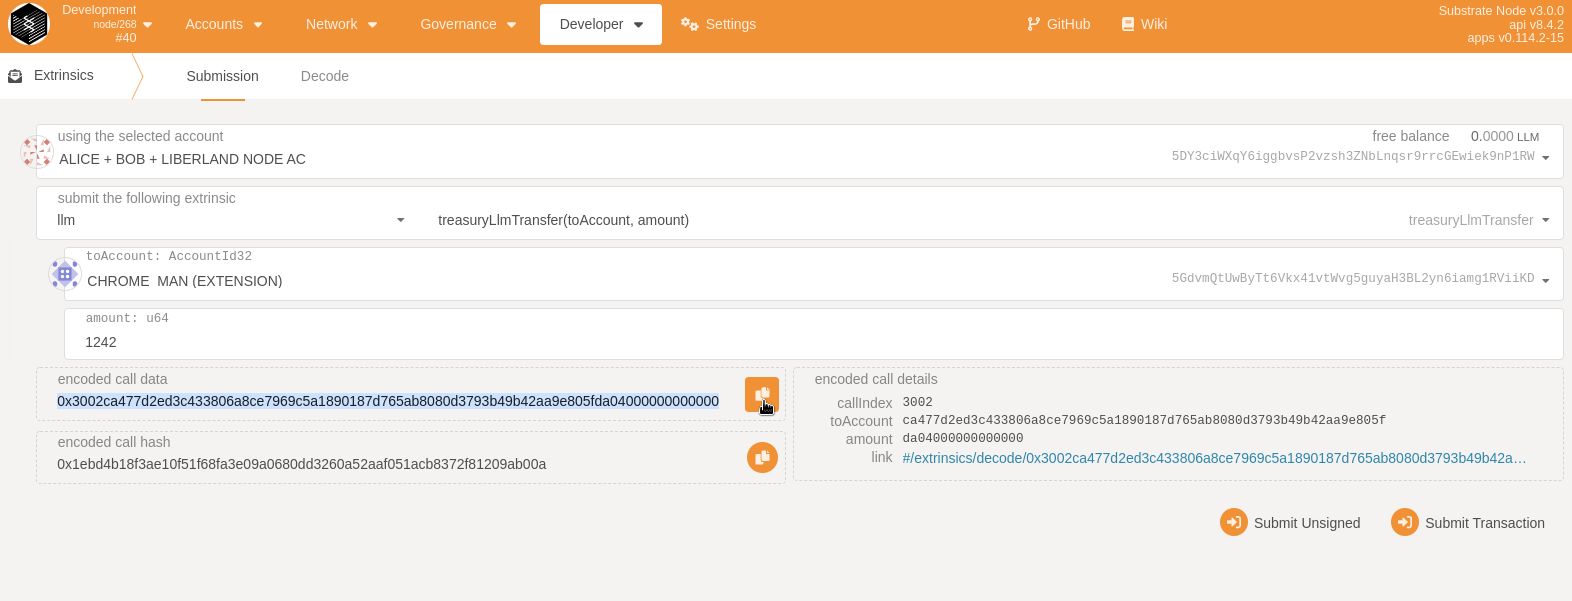 Development
node/268
#40
Accounts
Network
Governance
Developer
Settings
GitHub
Wiki
Substrate Node v3.0.0
api v8.4.2
apps v0.114.2-15
Extrinsics
Submission
Decode
using the selected account
free balance 0.0000 LLM
ALICE + BOB + LIBERLAND NODE AC
5DY3ciWXqY6iggbvsP2vzsh3ZNbLnqsr9rrcGEwiek9nP1RW
submit the following extrinsic
llm
treasuryLlmTransfer(toAccount, amount)
treasuryLlmTransfer
toAccount: AccountId32
CHROME MAN (EXTENSION)
5GdvmQtUwByTt6Vkx41vtWvg5guyaH3BL2yn6iamg1RViiKD
amount: u64
1242
encoded call data
0x3002ca477d2ed3c433806a8ce7969c5a1890187d765ab8080d3793b49b42aa9e805fda04000000000000
encoded call hash
0x1ebd4b18f3ae10f51f68fa3e09a0680dd3260a52aaf051acb8372f81209ab00a
encoded call details
callIndex 3002
toAccount ca477d2ed3c433806a8ce7969c5a1890187d765ab8080d3793b49b42aa9e805f
amount da04000000000000
link #/extrinsics/decode/0x3002ca477d2ed3c433806a8ce7969c5a1890187d765ab8080d3793b49b42a…
Submit Unsigned
Submit Transaction